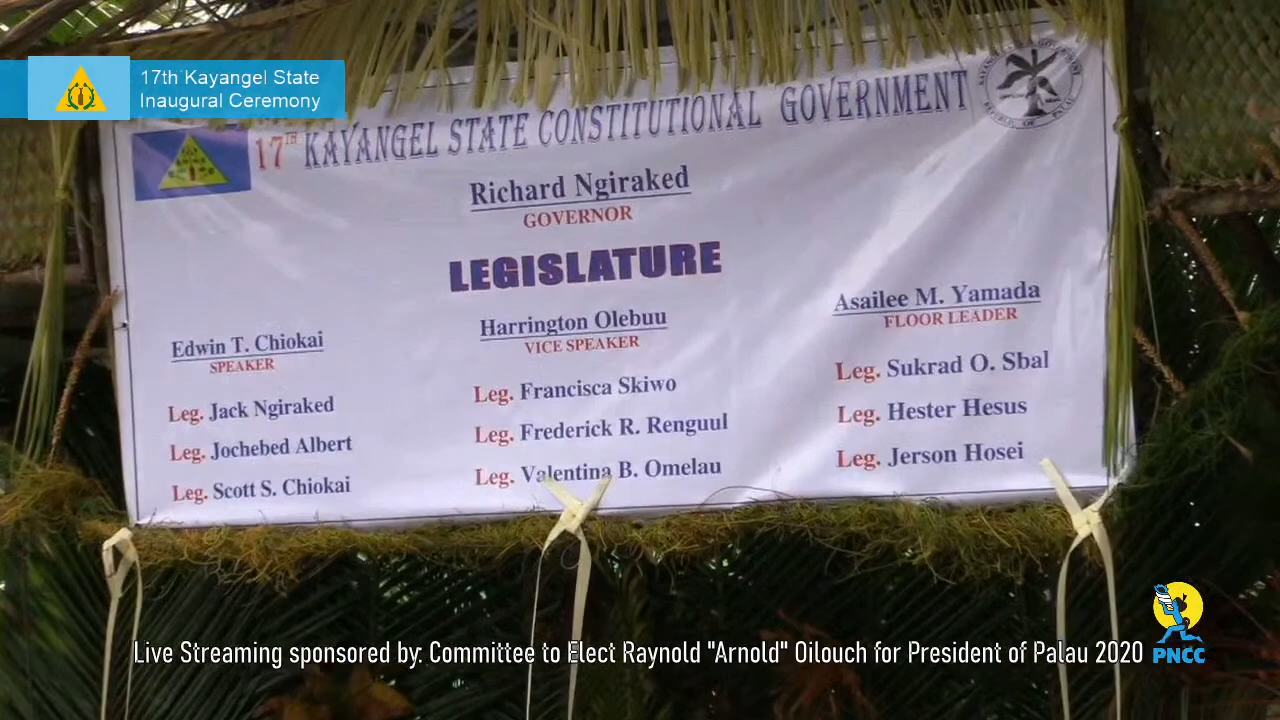 17th Kayangel State
Inaugural Ceremony
17TH KAYANGEL STATE CONSTITUTIONAL GOVERNMENT
Richard Ngiraked
GOVERNOR
LEGISLATURE
Edwin T. Chiokai
SPEAKER
Leg. Jack Ngiraked
Leg. Jochebed Albert
Leg. Scott S. Chiokai
Harrington Olebuu
VICE SPEAKER
Leg. Francisca Skiwo
Leg. Frederick R. Renguul
Leg. Valentina B. Omelau
Asailee M. Yamada
FLOOR LEADER
Leg. Sukrad O. Sbal
Leg. Hester Hesus
Leg. Jerson Hosei
Live Streaming sponsored by: Committee to Elect Raynold "Arnold" Oilouch for President of Palau 2020
PNCC